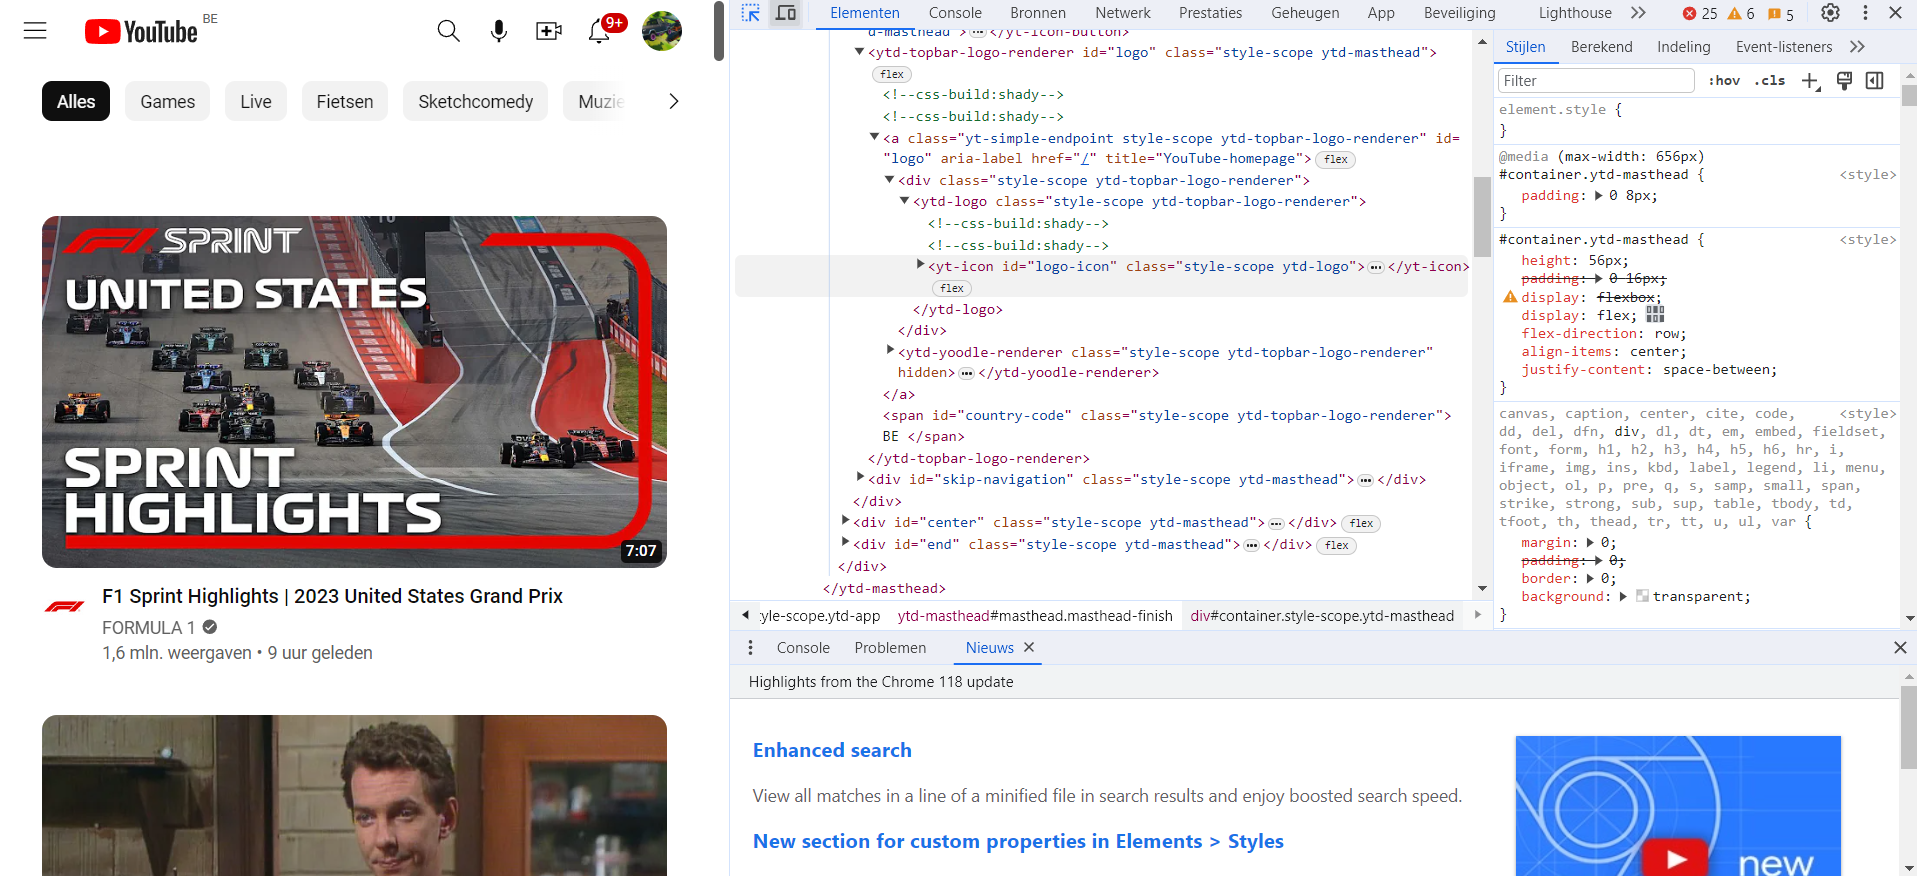 YouTube BE
9+
Alles Games Live Fietsen Sketchcomedy Muzie
F1 SPRINT
UNITED STATES
SPRINT
HIGHLIGHTS
7:07
F1 Sprint Highlights | 2023 United States Grand Prix
FORMULA 1
1,6 mln. weergaven • 9 uur geleden
Elementen Console Bronnen Netwerk Prestaties Geheugen App Beveiliging Lighthouse 25 6 5
d-masthead"> … </yt-icon-button>
<ytd-topbar-logo-renderer id="logo" class="style-scope ytd-masthead">
flex
<!--css-build:shady-->
<!--css-build:shady-->
<a class="yt-simple-endpoint style-scope ytd-topbar-logo-renderer" id=
"logo" aria-label href="/" title="YouTube-homepage"> flex
<div class="style-scope ytd-topbar-logo-renderer">
<ytd-logo class="style-scope ytd-topbar-logo-renderer">
<!--css-build:shady-->
<!--css-build:shady-->
<yt-icon id="logo-icon" class="style-scope ytd-logo"> … </yt-icon>
flex
</ytd-logo>
</div>
<ytd-yoodle-renderer class="style-scope ytd-topbar-logo-renderer"
hidden> … </ytd-yoodle-renderer>
</a>
<span id="country-code" class="style-scope ytd-topbar-logo-renderer">
BE </span>
</ytd-topbar-logo-renderer>
<div id="skip-navigation" class="style-scope ytd-masthead"> … </div>
</div>
<div id="center" class="style-scope ytd-masthead"> … </div> flex
<div id="end" class="style-scope ytd-masthead"> … </div> flex
</div>
</ytd-masthead>
tyle-scope.ytd-app ytd-masthead#masthead.masthead-finish div#container.style-scope.ytd-masthead
Stijlen Berekend Indeling Event-listeners
Filter :hov .cls
element.style {
}
@media (max-width: 656px)
#container.ytd-masthead { <style>
padding: 0 8px;
}
#container.ytd-masthead { <style>
height: 56px;
padding: 0 16px;
display: flexbox;
display: flex;
flex-direction: row;
align-items: center;
justify-content: space-between;
}
canvas, caption, center, cite, code, <style>
dd, del, dfn, div, dl, dt, em, embed, fieldset,
font, form, h1, h2, h3, h4, h5, h6, hr, i,
iframe, img, ins, kbd, label, legend, li, menu,
object, ol, p, pre, q, s, samp, small, span,
strike, strong, sub, sup, table, tbody, td,
tfoot, th, thead, tr, tt, u, ul, var {
margin: 0;
padding: 0;
border: 0;
background: transparent;
}
Console Problemen Nieuws
Highlights from the Chrome 118 update
Enhanced search
View all matches in a line of a minified file in search results and enjoy boosted search speed.
New section for custom properties in Elements > Styles
new